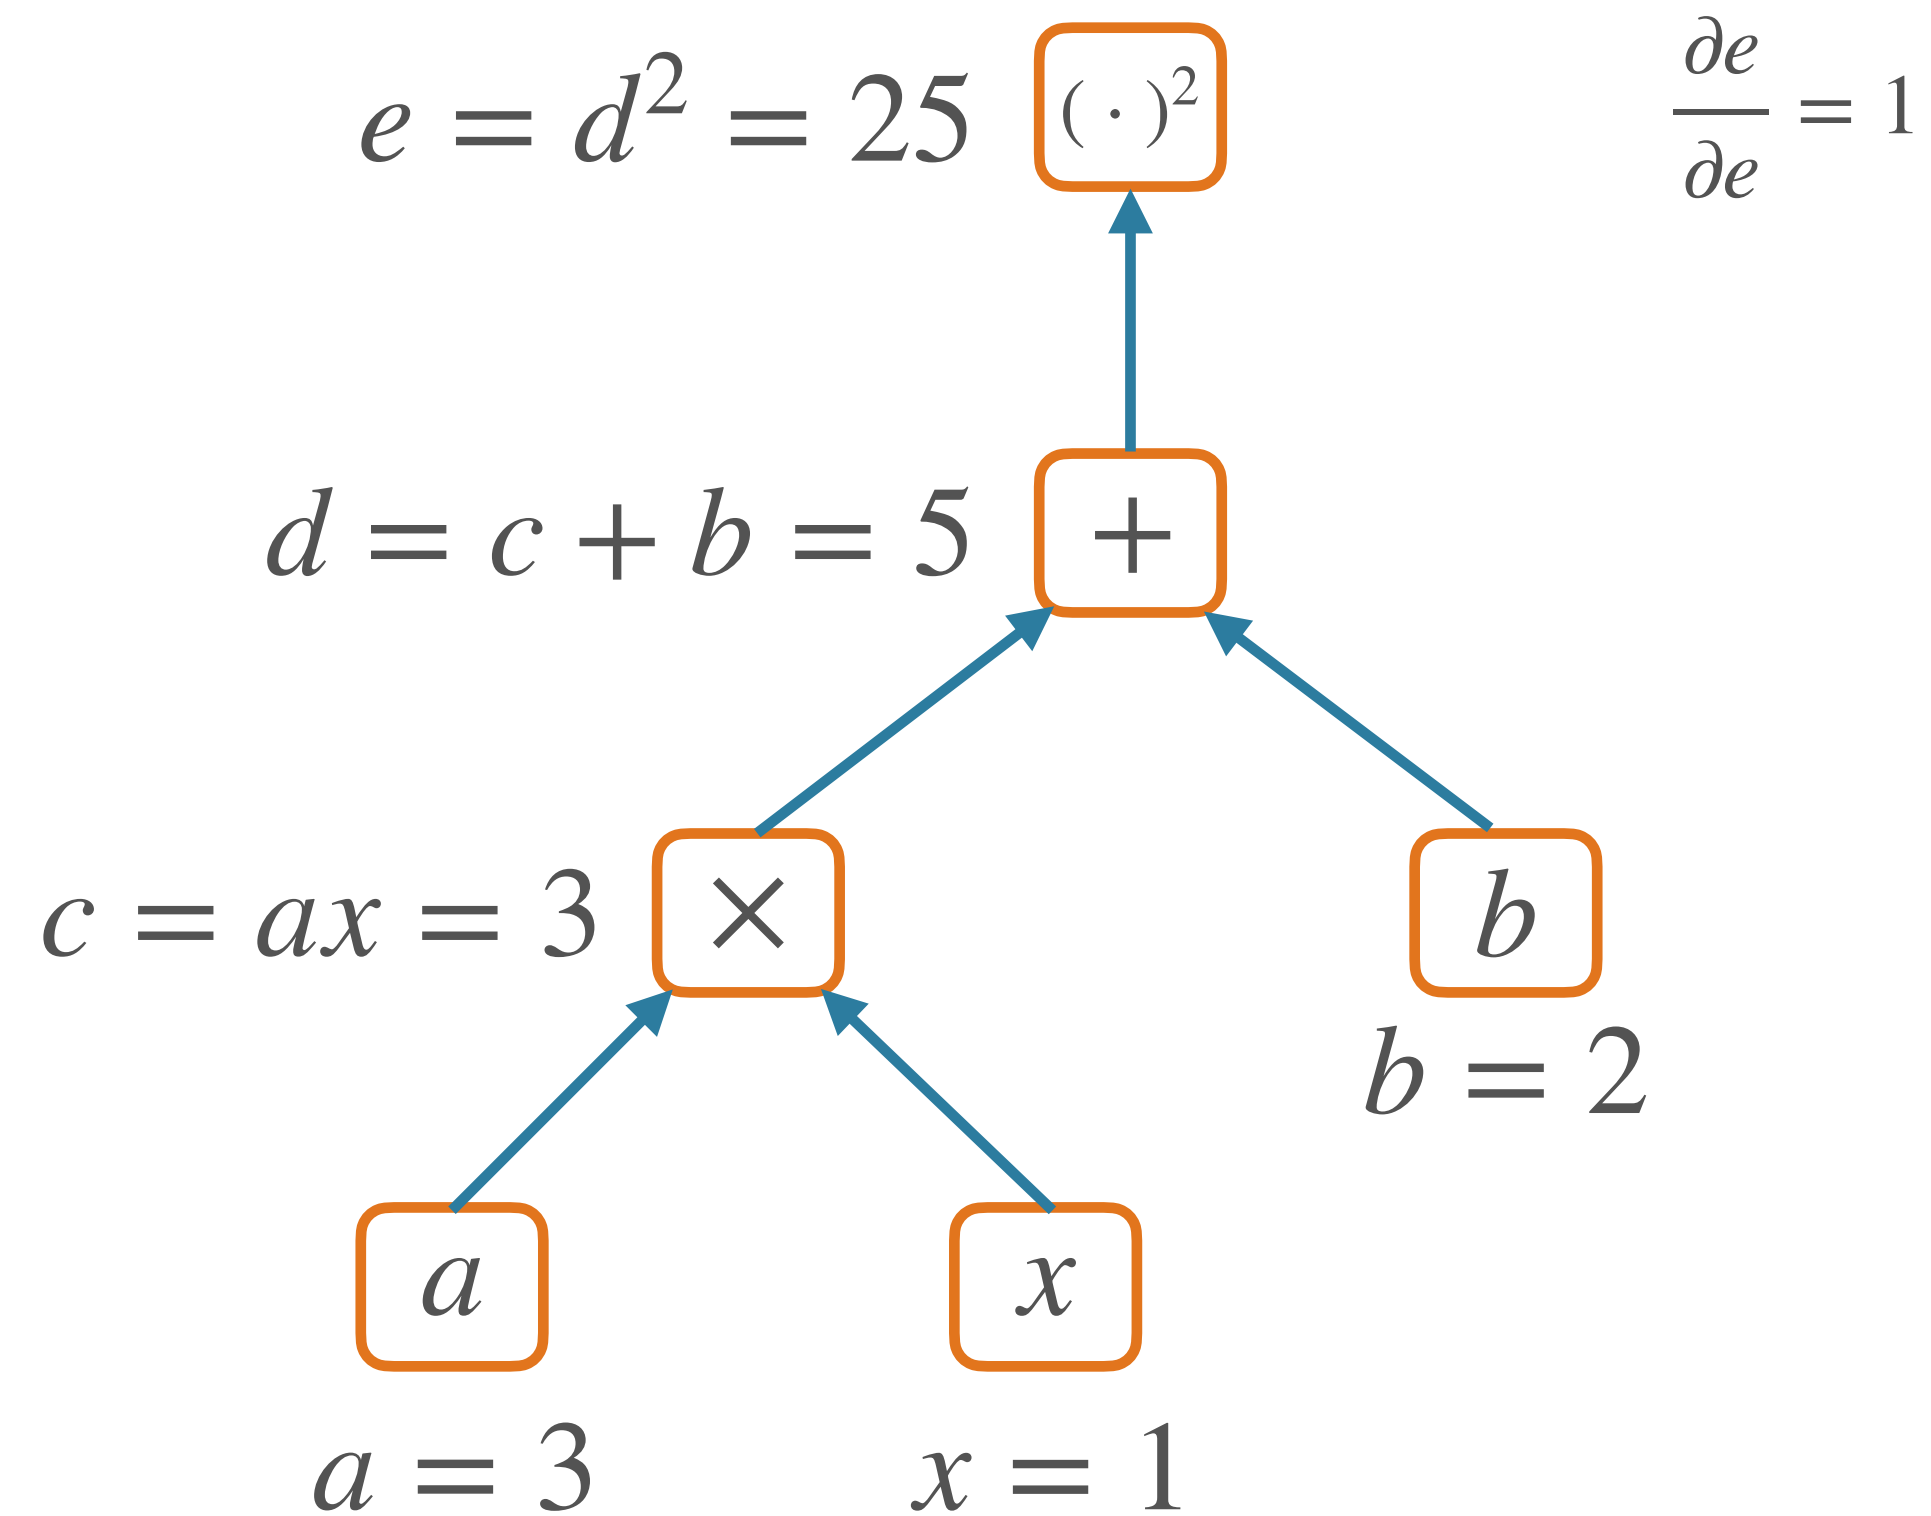 e = d² = 25
( · )²
∂e/∂e = 1
d = c + b = 5
+
c = ax = 3
×
b
b = 2
a
x
a = 3
x = 1